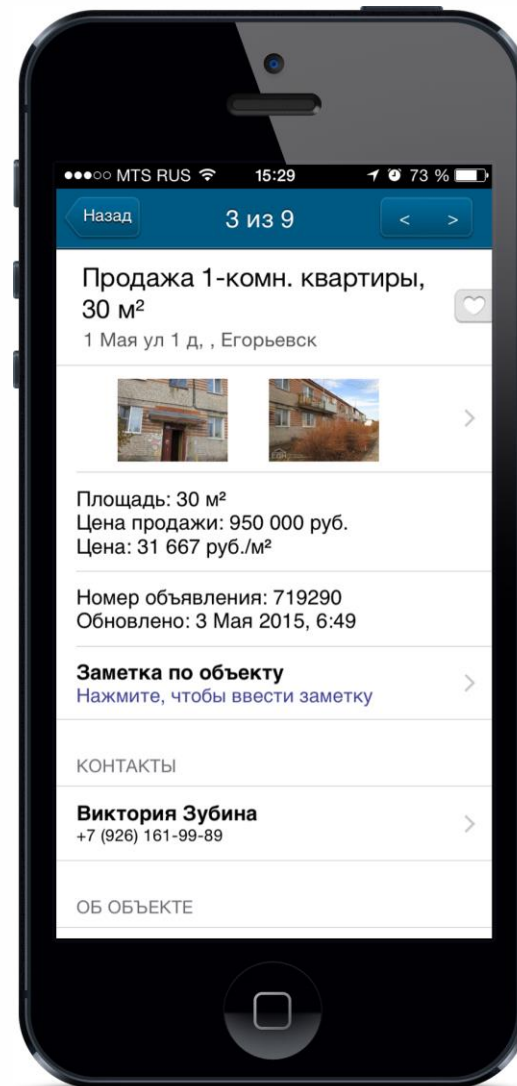 MTS RUS 15:29 73 %
Назад 3 из 9 < >
Продажа 1-комн. квартиры,
30 м²
1 Мая ул 1 д, , Егорьевск
Площадь: 30 м²
Цена продажи: 950 000 руб.
Цена: 31 667 руб./м²
Номер объявления: 719290
Обновлено: 3 Мая 2015, 6:49
Заметка по объекту
Нажмите, чтобы ввести заметку
КОНТАКТЫ
Виктория Зубина
+7 (926) 161-99-89
ОБ ОБЪЕКТЕ